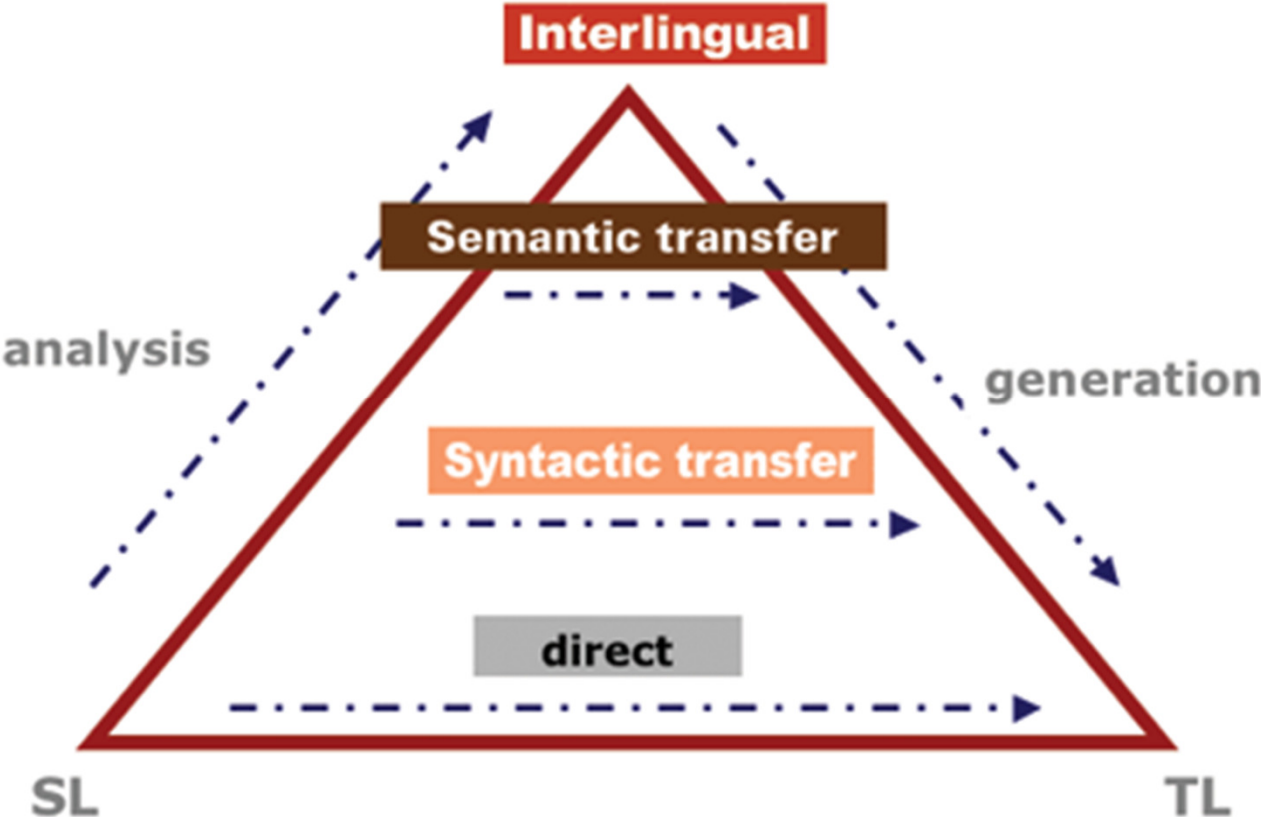 Interlingual
Semantic transfer
analysis
generation
Syntactic transfer
direct
SL
TL